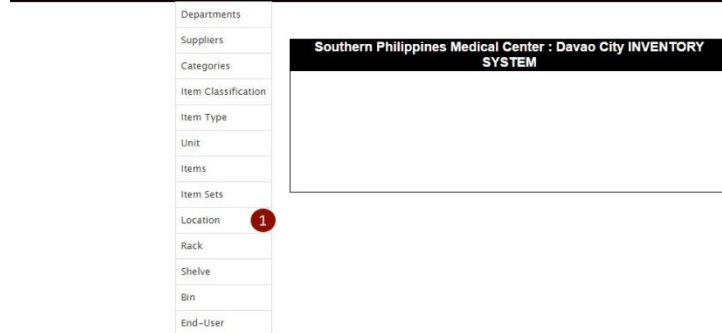 Departments
Suppliers
Categories
Item Classification
Item Type
Unit
Items
Item Sets
Location 1
Rack
Shelve
Bin
End-User
Southern Philippines Medical Center : Davao City INVENTORY
SYSTEM